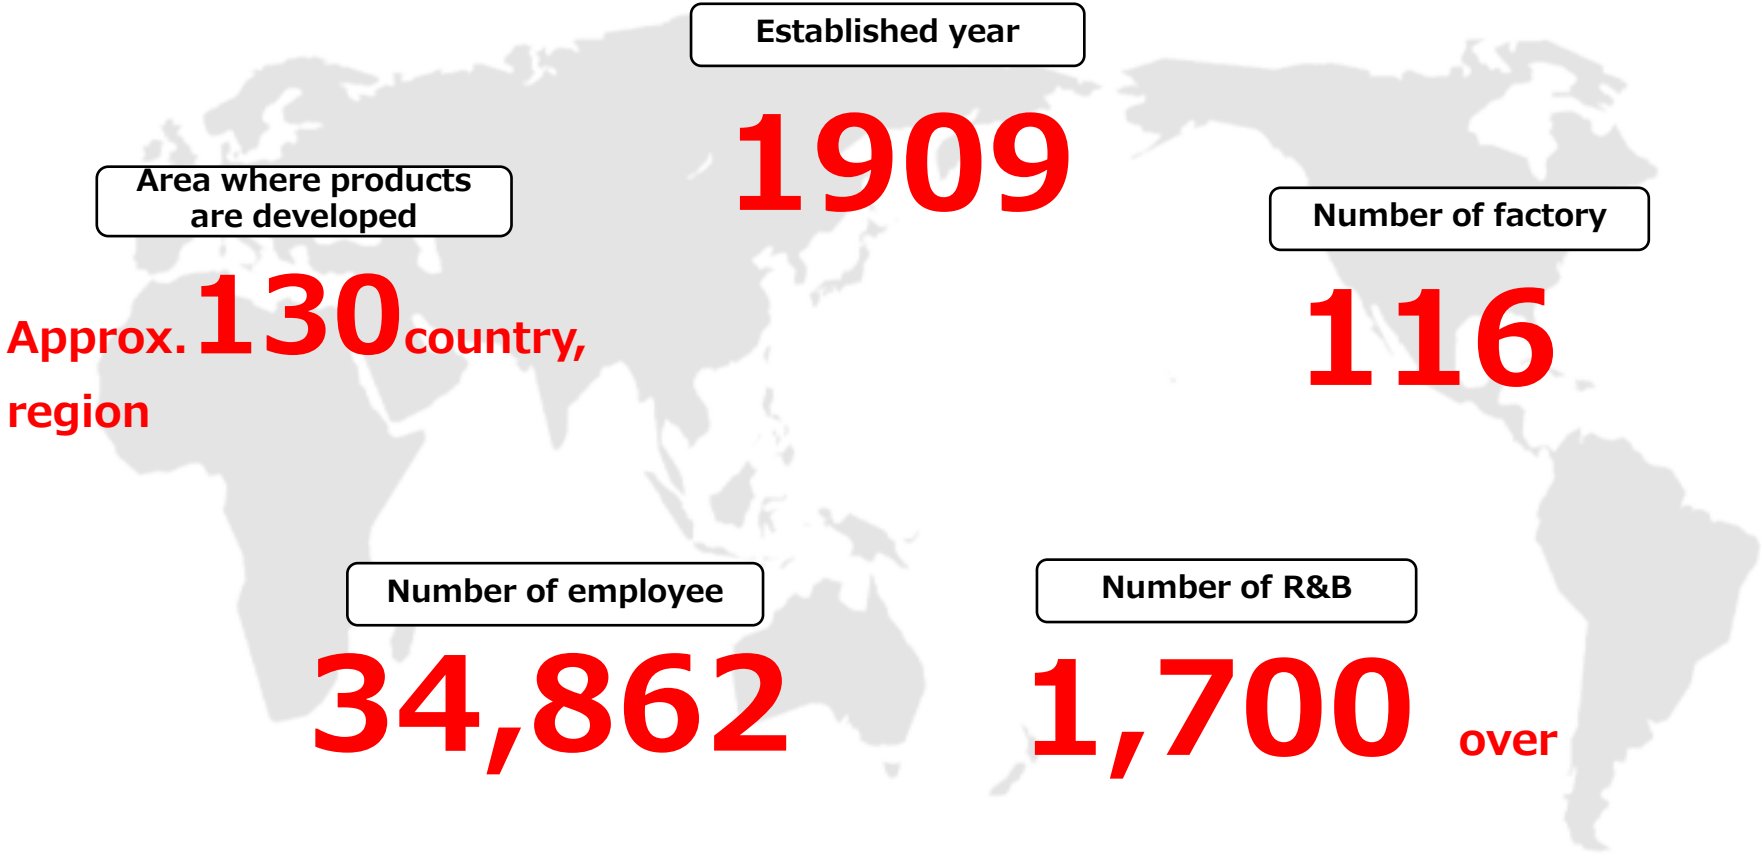 Established year
1909
Area where products
are developed
Approx. 130 country,
region
Number of factory
116
Number of employee
34,862
Number of R&B
1,700 over